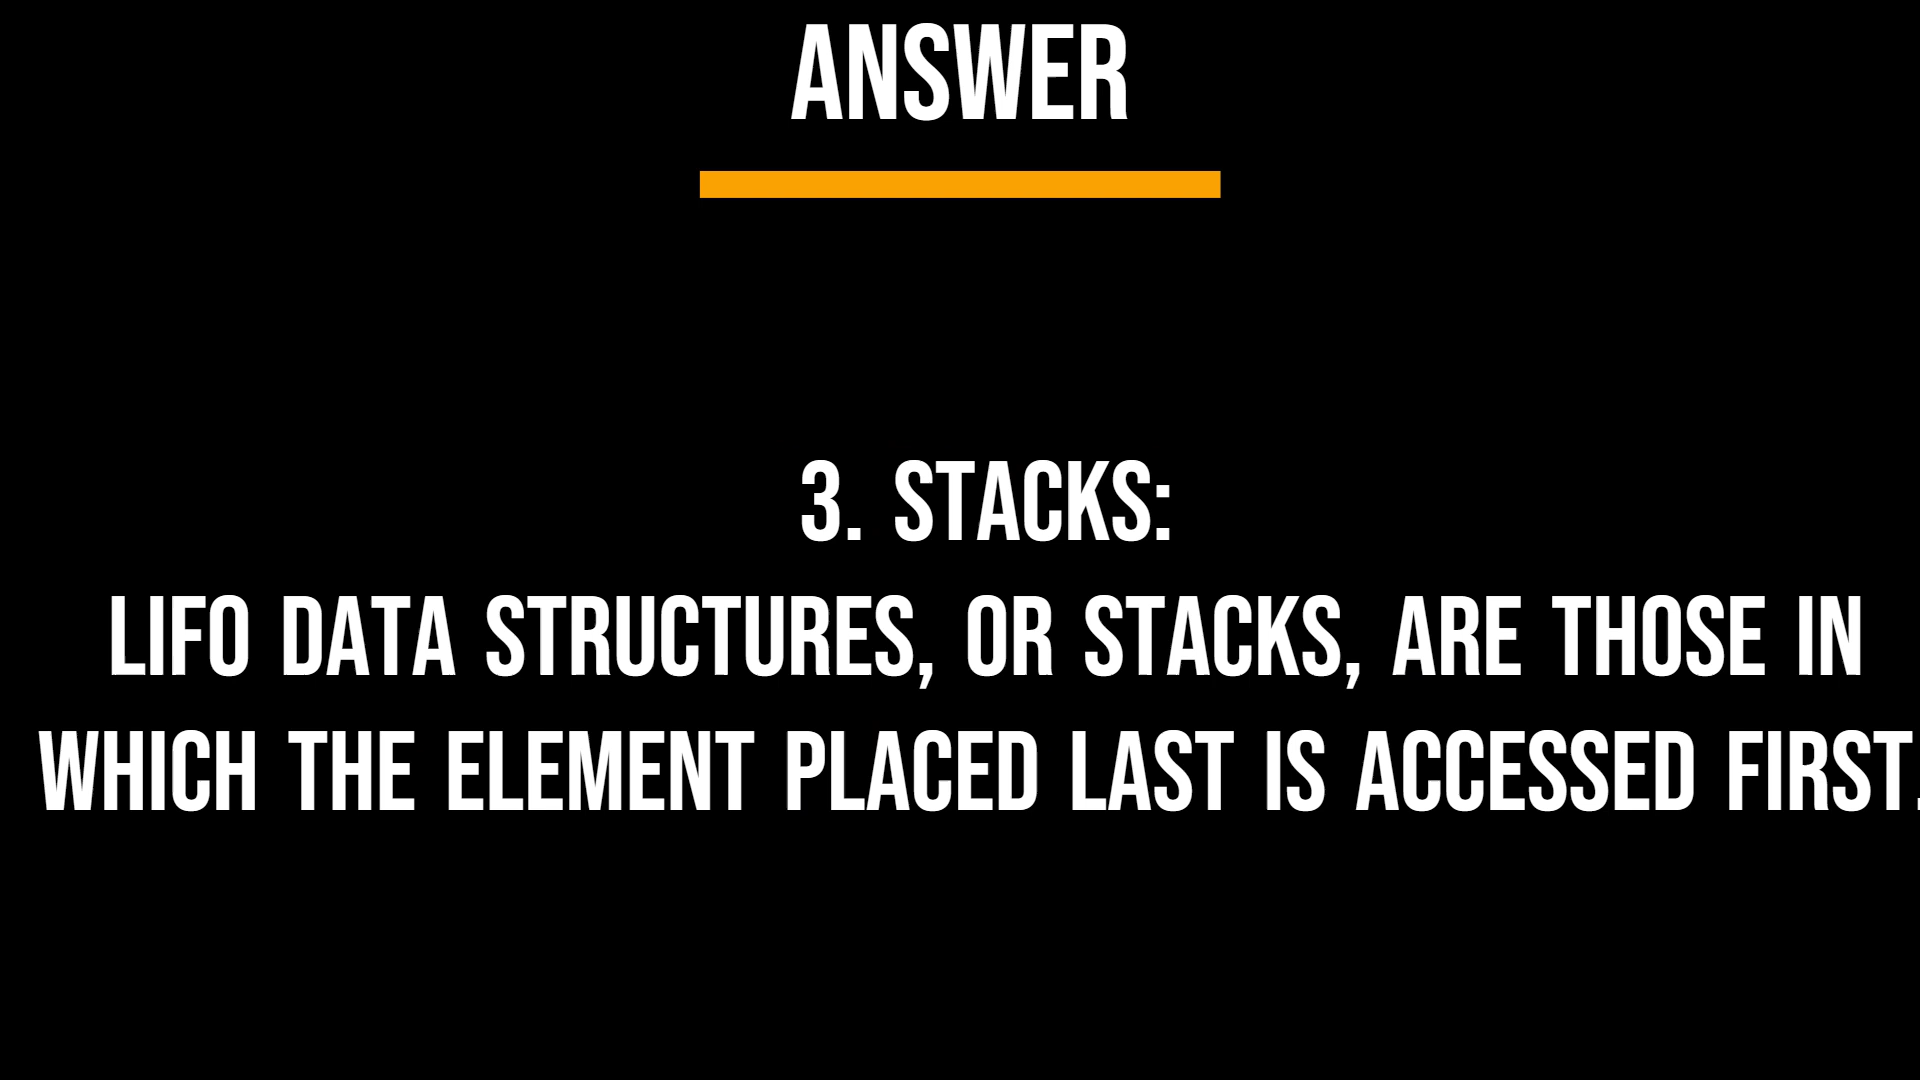 ANSWER
3. STACKS:
LIFO DATA STRUCTURES, OR STACKS, ARE THOSE IN
WHICH THE ELEMENT PLACED LAST IS ACCESSED FIRST.